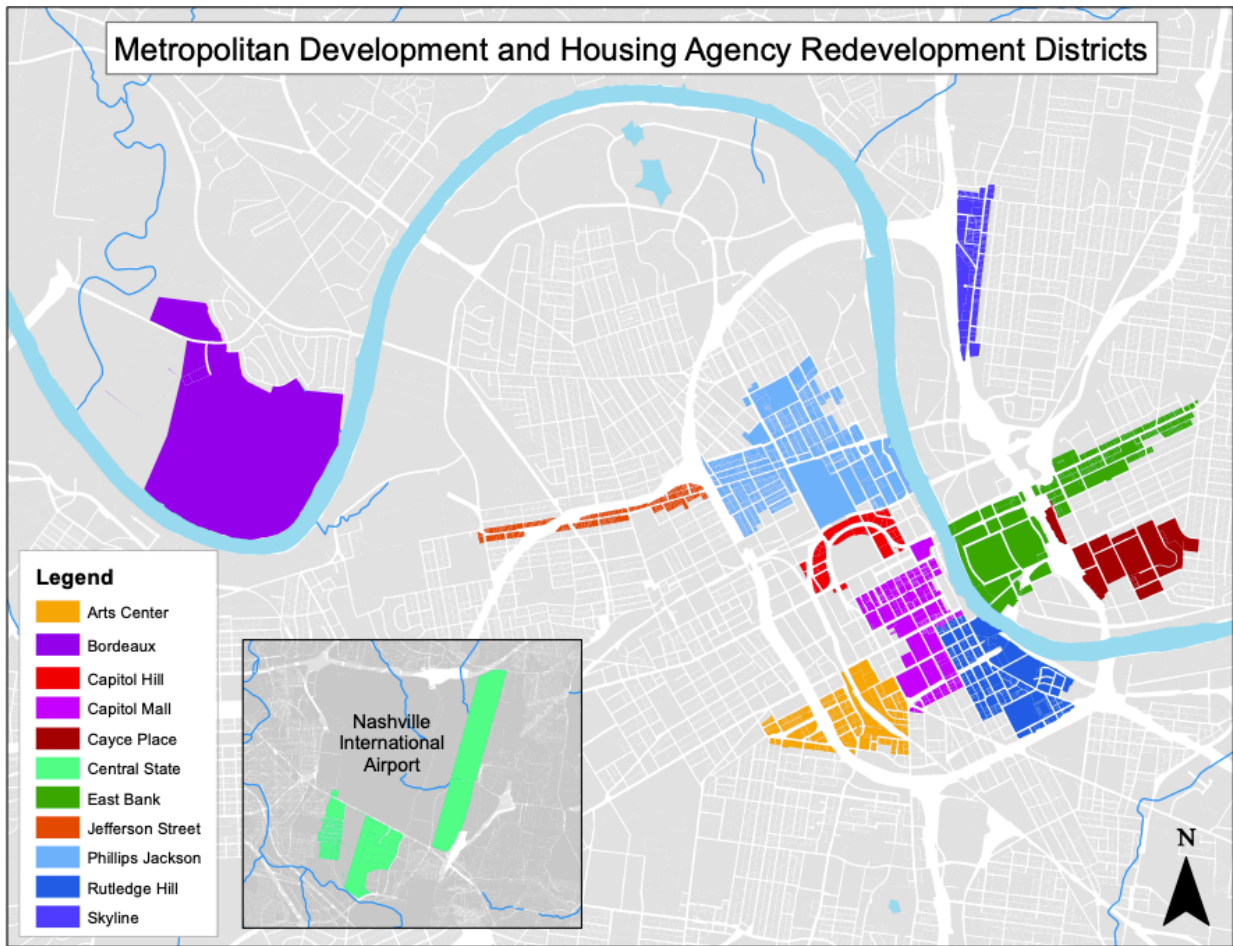 Metropolitan Development and Housing Agency Redevelopment Districts
Legend
Arts Center
Bordeaux
Capitol Hill
Capitol Mall
Cayce Place
Central State
East Bank
Jefferson Street
Phillips Jackson
Rutledge Hill
Skyline
Nashville
International
Airport
N